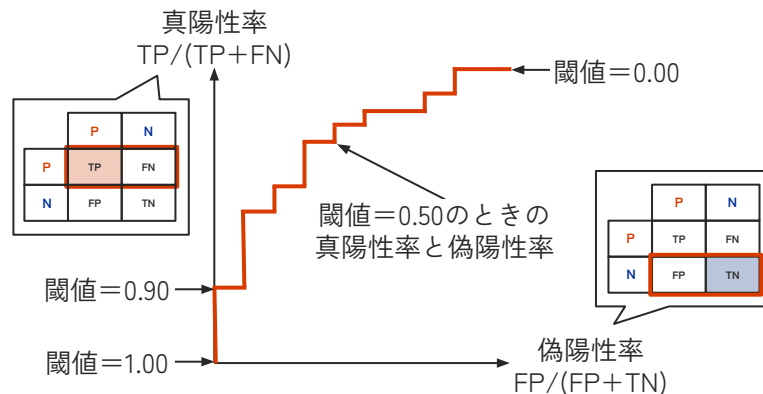 真陽性率
TP/(TP+FN)
閾値=0.00
P N
P TP FN
N FP TN
閾値=0.50のときの
真陽性率と偽陽性率
P N
P TP FN
N FP TN
閾値=0.90
閾値=1.00
偽陽性率
FP/(FP+TN)